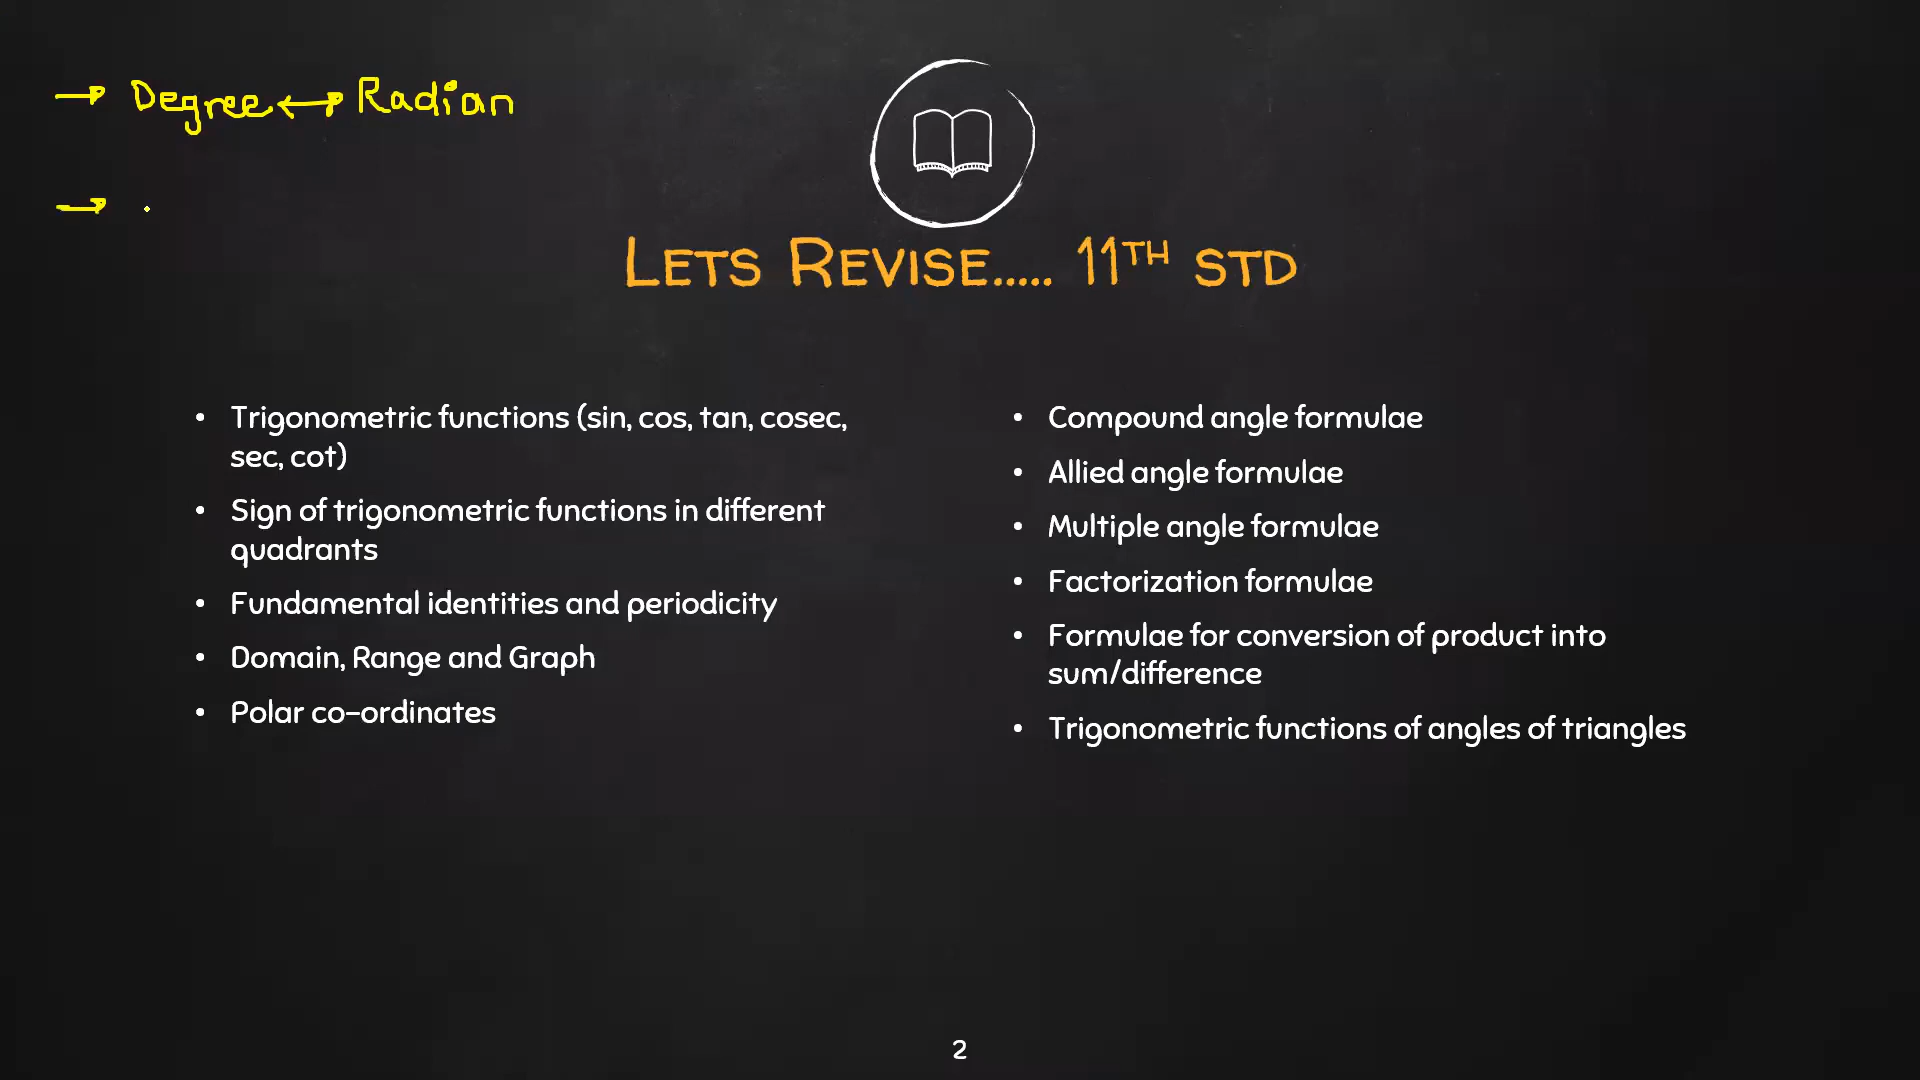 → Degree ↔ Radian
→
LETS REVISE..... 11TH STD
• Trigonometric functions (sin, cos, tan, cosec,
sec, cot)
• Sign of trigonometric functions in different
quadrants
• Fundamental identities and periodicity
• Domain, Range and Graph
• Polar co-ordinates
• Compound angle formulae
• Allied angle formulae
• Multiple angle formulae
• Factorization formulae
• Formulae for conversion of product into
sum/difference
• Trigonometric functions of angles of triangles
2